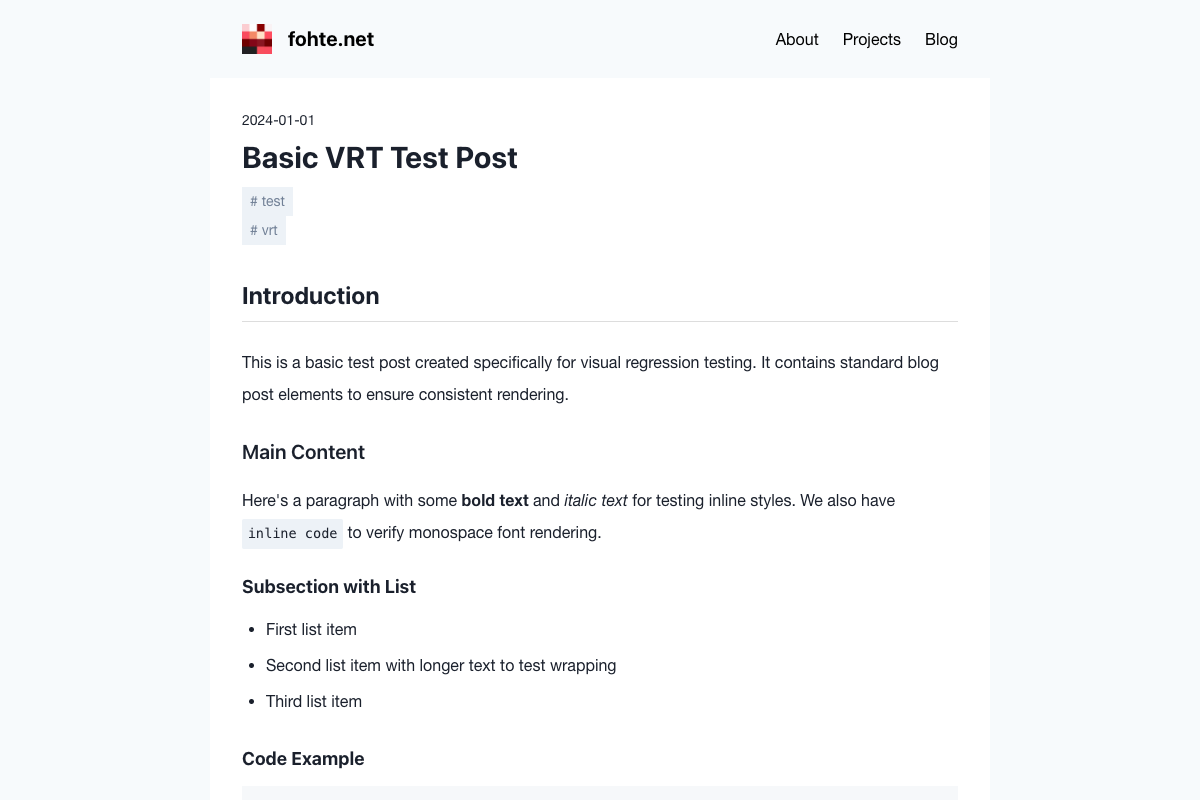 fohte.net
About Projects Blog
2024-01-01
Basic VRT Test Post
# test
# vrt
Introduction
This is a basic test post created specifically for visual regression testing. It contains standard blog
post elements to ensure consistent rendering.
Main Content
Here's a paragraph with some bold text and italic text for testing inline styles. We also have
inline code to verify monospace font rendering.
Subsection with List
• First list item
• Second list item with longer text to test wrapping
• Third list item
Code Example